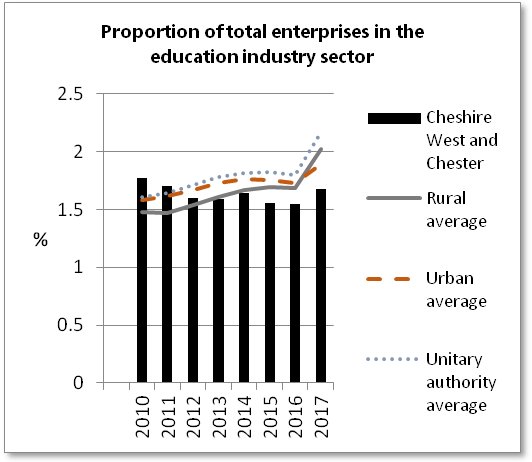 Proportion of total enterprises in the
education industry sector
2.5
2
1.5
1
0.5
0
%
2010
2011
2012
2013
2014
2015
2016
2017
Cheshire
West and
Chester
Rural
average
Urban
average
Unitary
authority
average